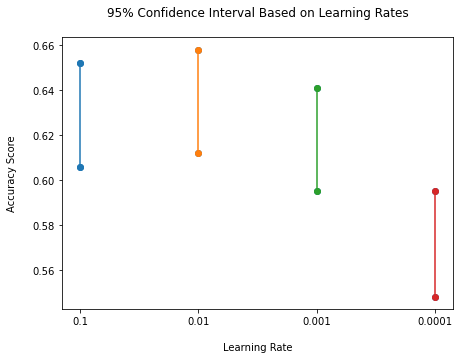 95% Confidence Interval Based on Learning Rates
0.66
0.64
0.62
0.60
0.58
0.56
Accuracy Score
0.1 0.01 0.001 0.0001
Learning Rate